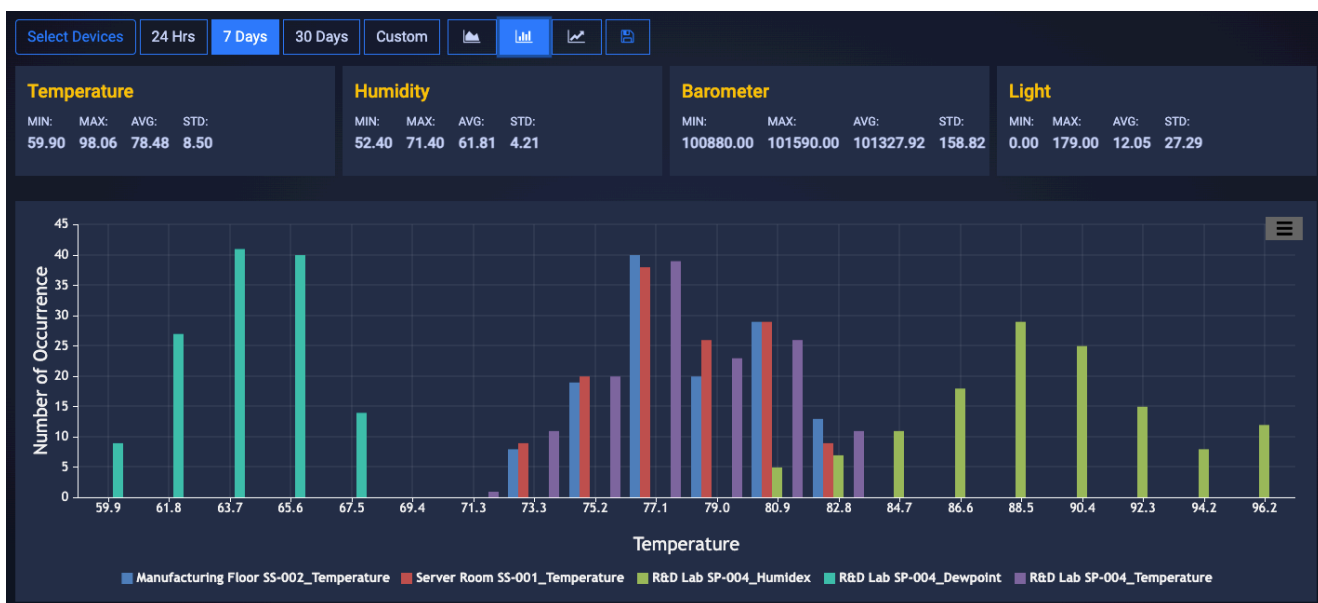 Select Devices 24 Hrs 7 Days 30 Days Custom
Temperature Humidity Barometer Light
MIN: MAX: AVG: STD: MIN: MAX: AVG: STD: MIN: MAX: AVG: STD: MIN: MAX: AVG: STD:
59.90 98.06 78.48 8.50 52.40 71.40 61.81 4.21 100880.00 101590.00 101327.92 158.82 0.00 179.00 12.05 27.29
Number of Occurrence
45
40
35
30
25
20
15
10
5
0
59.9 61.8 63.7 65.6 67.5 69.4 71.3 73.3 75.2 77.1 79.0 80.9 82.8 84.7 86.6 88.5 90.4 92.3 94.2 96.2
Temperature
Manufacturing Floor SS-002_Temperature Server Room SS-001_Temperature R&D Lab SP-004_Humidex R&D Lab SP-004_Dewpoint R&D Lab SP-004_Temperature